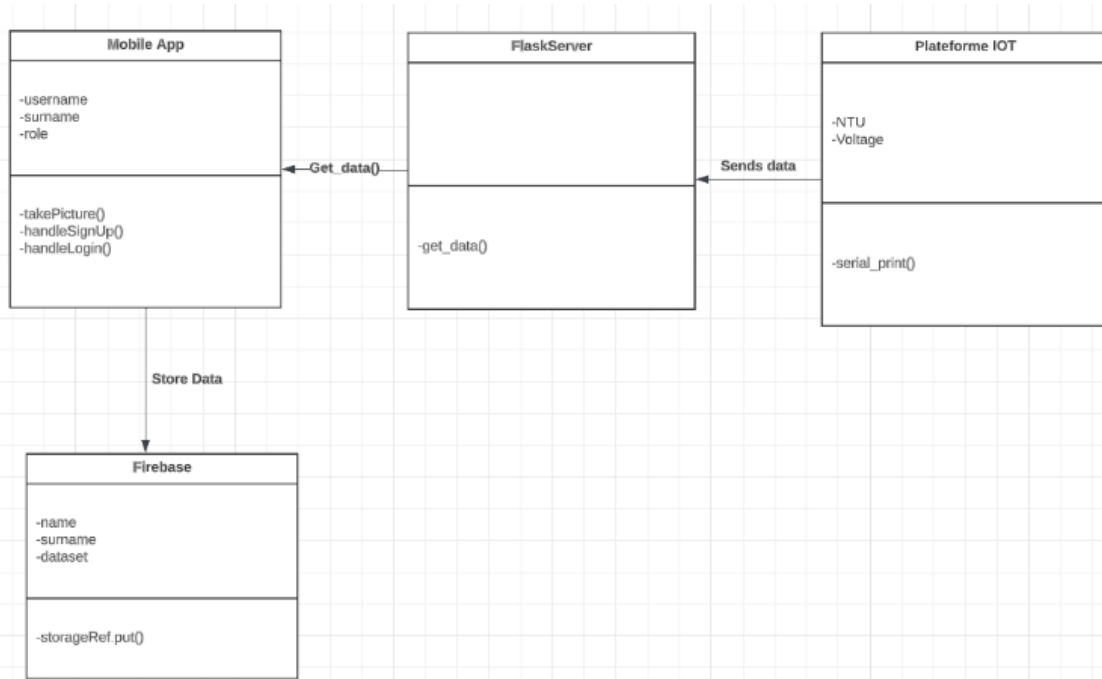 Mobile App
-username
-surname
-role
-takePicture()
-handleSignUp()
-handleLogin()
Get_data()
FlaskServer
-get_data()
Sends data
Plateforme IOT
-NTU
-Voltage
-serial_print()
Store Data
Firebase
-name
-surname
-dataset
-storageRef.put()